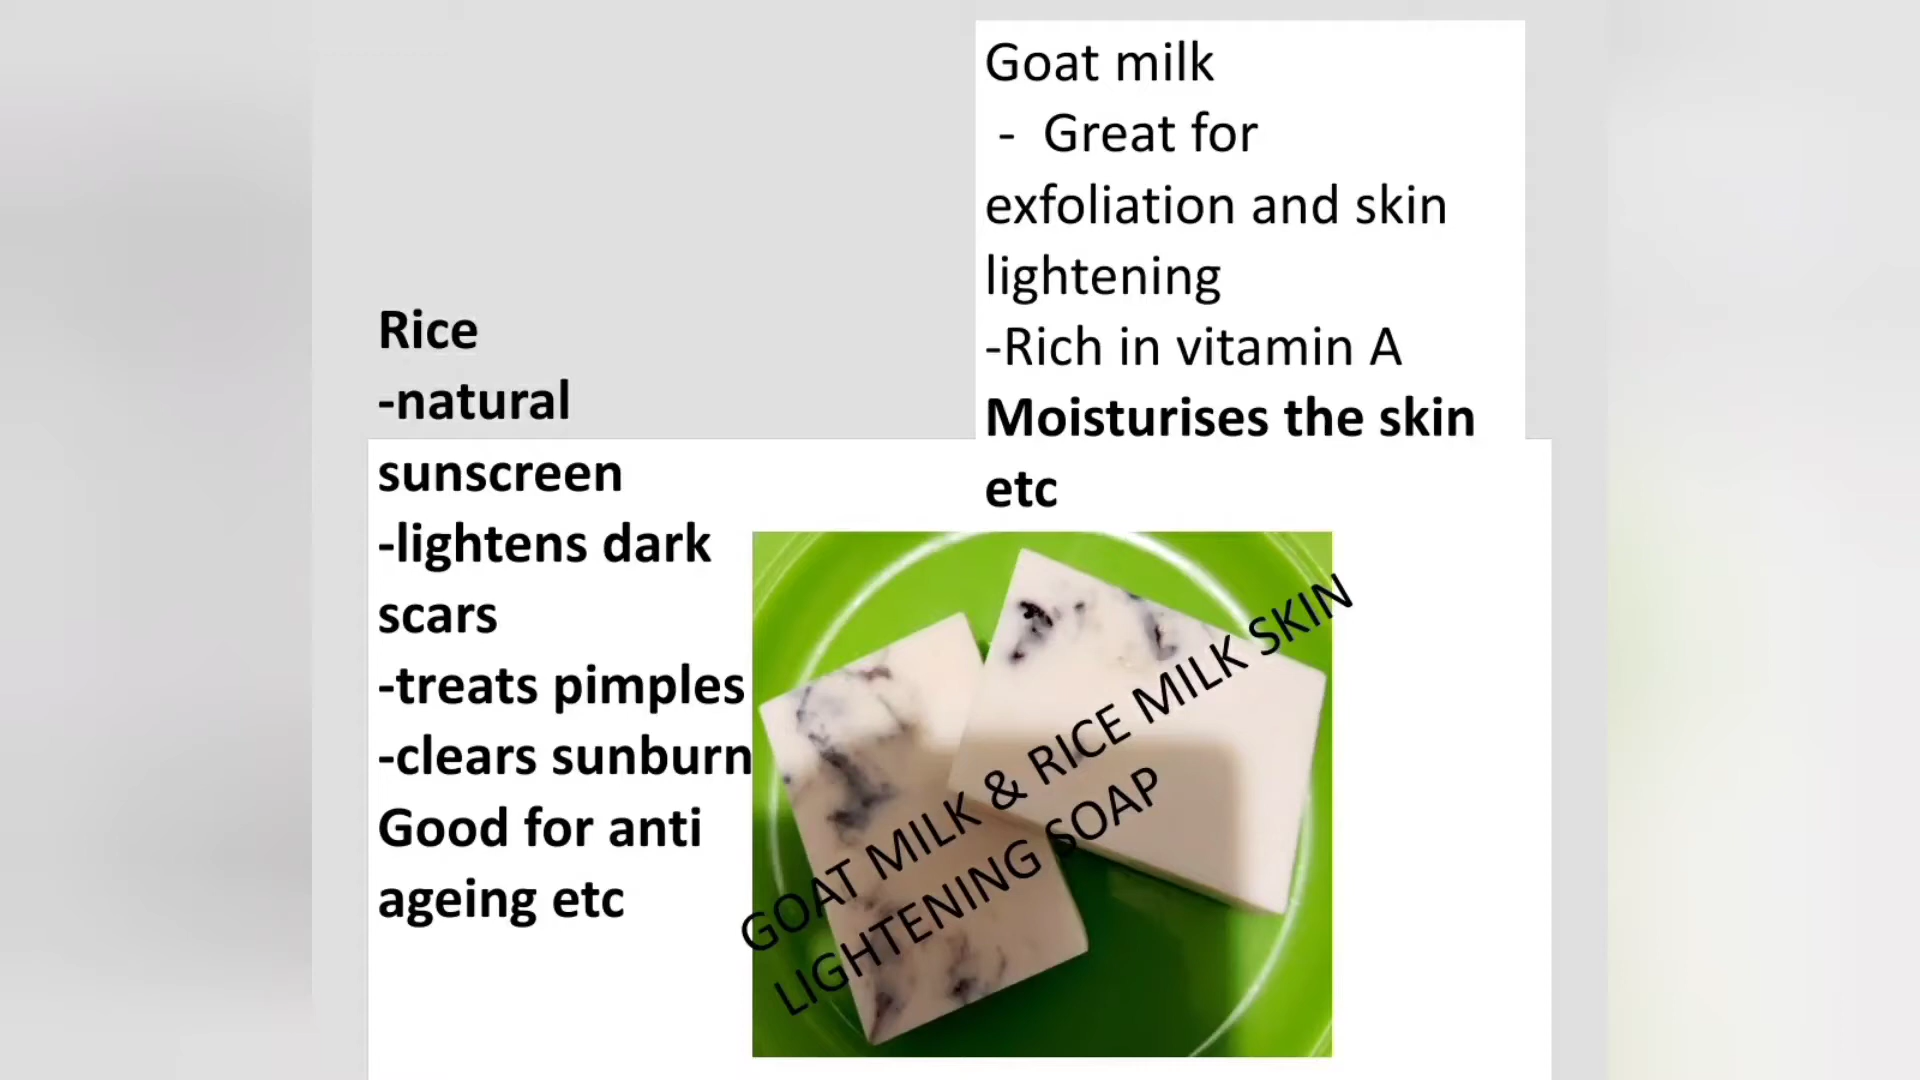 Goat milk
- Great for
exfoliation and skin
lightening
-Rich in vitamin A
Moisturises the skin
etc
Rice
-natural
sunscreen
-lightens dark
scars
-treats pimples
-clears sunburn
Good for anti
ageing etc
GOAT MILK & RICE MILK SKIN
LIGHTENING SOAP